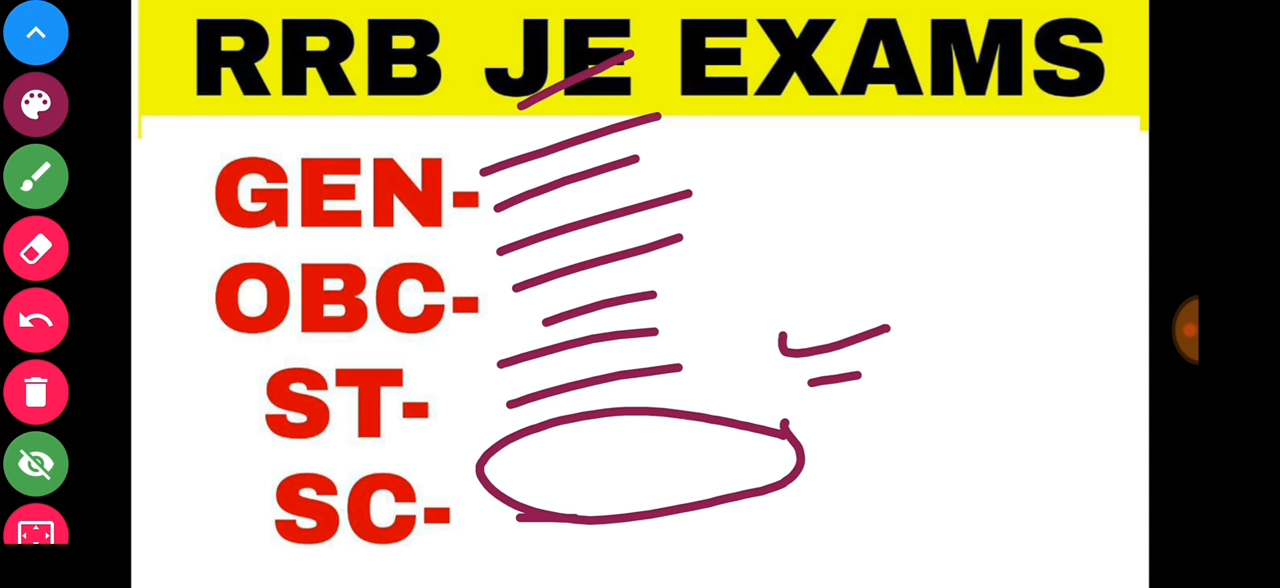 RRB JE EXAMS
GEN-
OBC-
ST-
SC-